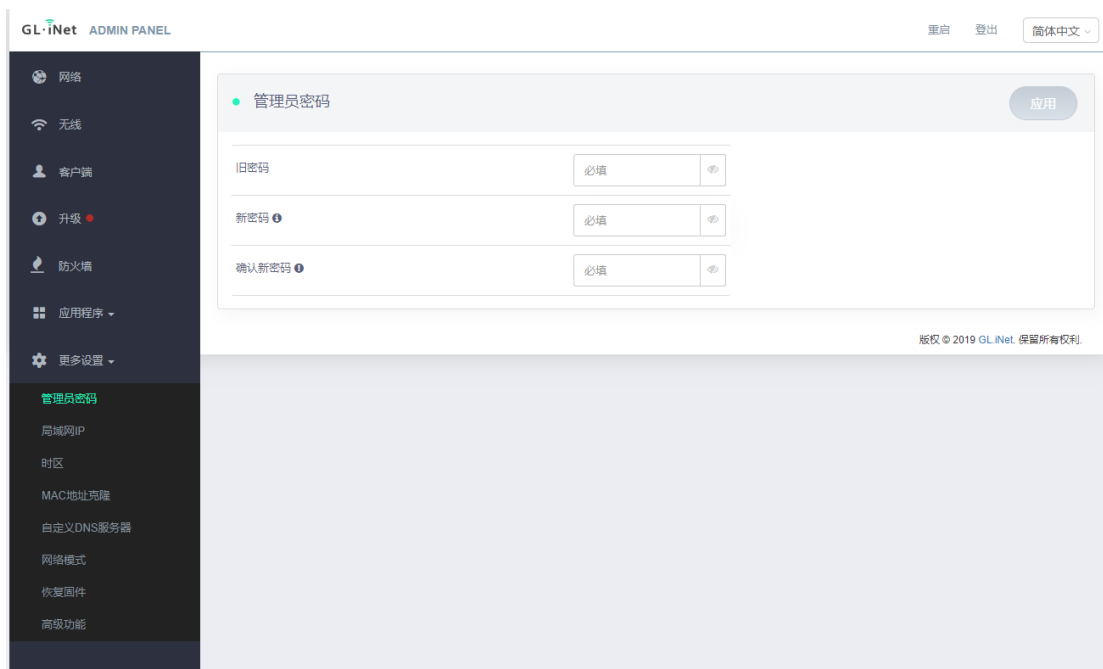 GL·iNet ADMIN PANEL
重启 登出 简体中文
网络
无线
客户端
升级
防火墙
应用程序
更多设置
管理员密码
局域网IP
时区
MAC地址克隆
自定义DNS服务器
网络模式
恢复固件
高级功能
管理员密码 应用
旧密码 必填
新密码 必填
确认新密码 必填
版权 © 2019 GL.iNet. 保留所有权利.